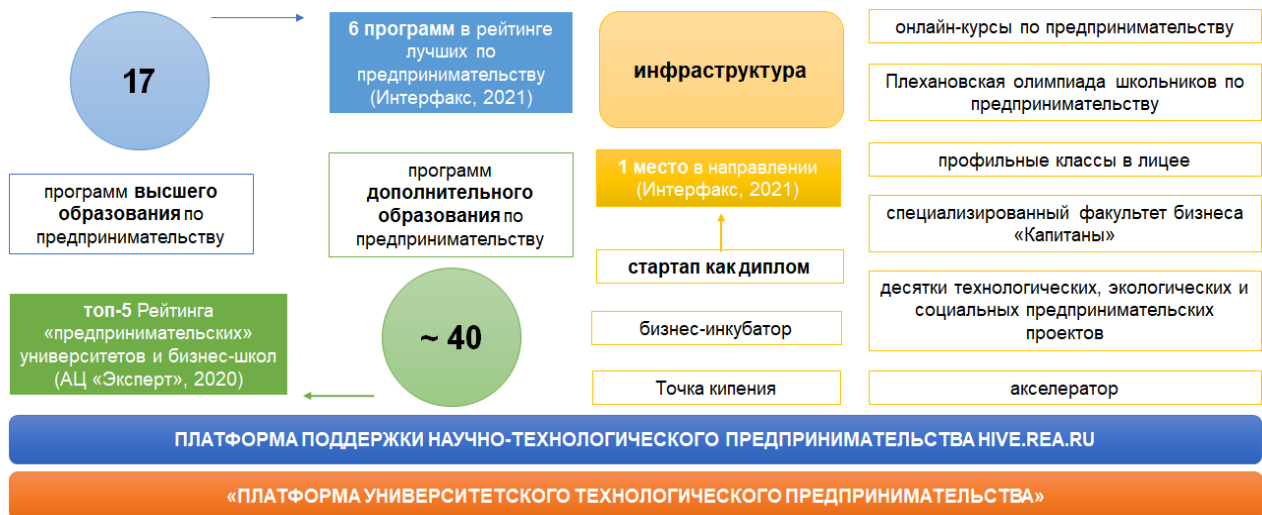 17
программ высшего
образования по
предпринимательству
6 программ в рейтинге
лучших по
предпринимательству
(Интерфакс, 2021)
программ
дополнительного
образования по
предпринимательству
~ 40
топ-5 Рейтинга
«предпринимательских»
университетов и бизнес-школ
(АЦ «Эксперт», 2020)
инфраструктура
1 место в направлении
(Интерфакс, 2021)
стартап как диплом
бизнес-инкубатор
Точка кипения
онлайн-курсы по предпринимательству
Плехановская олимпиада школьников по
предпринимательству
профильные классы в лицее
специализированный факультет бизнеса
«Капитаны»
десятки технологических, экологических и
социальных предпринимательских
проектов
акселератор
ПЛАТФОРМА ПОДДЕРЖКИ НАУЧНО-ТЕХНОЛОГИЧЕСКОГО ПРЕДПРИНИМАТЕЛЬСТВА HIVE.REA.RU
«ПЛАТФОРМА УНИВЕРСИТЕТСКОГО ТЕХНОЛОГИЧЕСКОГО ПРЕДПРИНИМАТЕЛЬСТВА»